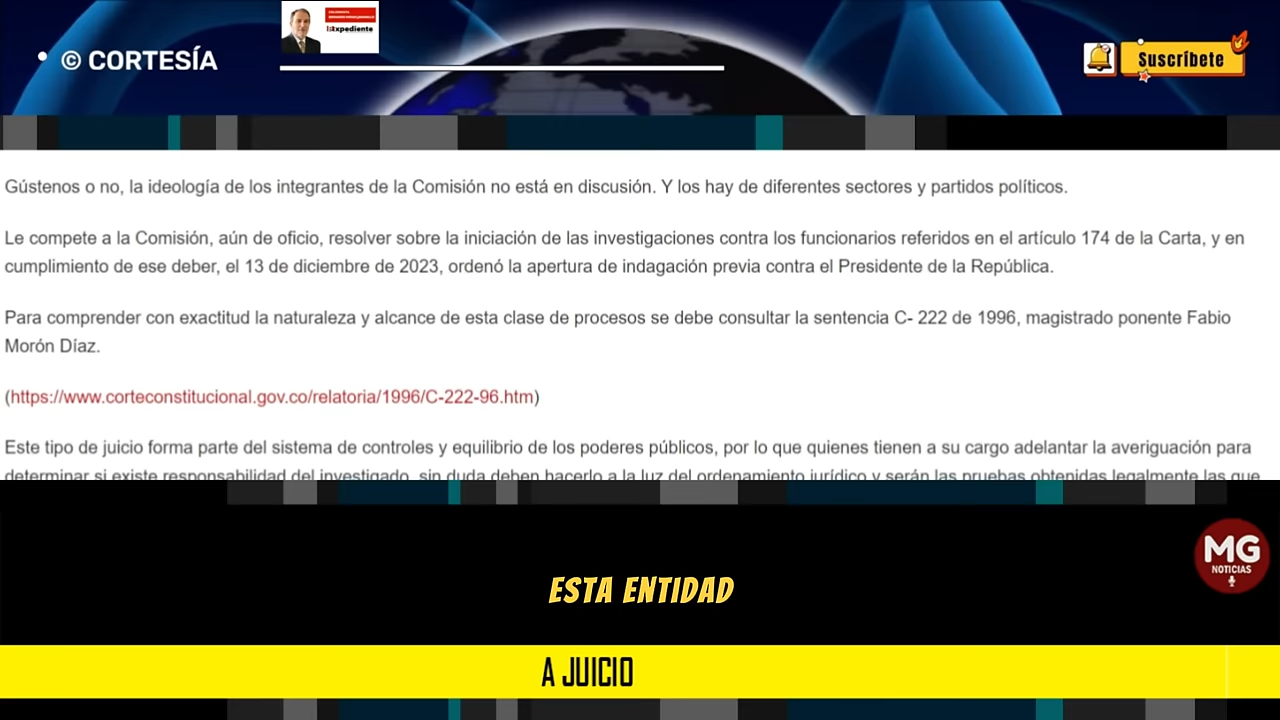 © CORTESÍA
Expediente
Suscríbete
Gústenos o no, la ideología de los integrantes de la Comisión no está en discusión. Y los hay de diferentes sectores y partidos políticos.
Le compete a la Comisión, aún de oficio, resolver sobre la iniciación de las investigaciones contra los funcionarios referidos en el artículo 174 de la Carta, y en
cumplimiento de ese deber, el 13 de diciembre de 2023, ordenó la apertura de indagación previa contra el Presidente de la República.
Para comprender con exactitud la naturaleza y alcance de esta clase de procesos se debe consultar la sentencia C- 222 de 1996, magistrado ponente Fabio
Morón Díaz.
(https://www.corteconstitucional.gov.co/relatoria/1996/C-222-96.htm)
Este tipo de juicio forma parte del sistema de controles y equilibrio de los poderes públicos, por lo que quienes tienen a su cargo adelantar la averiguación para
determinar si existe responsabilidad del investigado, sin duda deben hacerlo a la luz del ordenamiento jurídico y serán las pruebas obtenidas legalmente las que
MG
NOTICIAS
ESTA ENTIDAD
A JUICIO